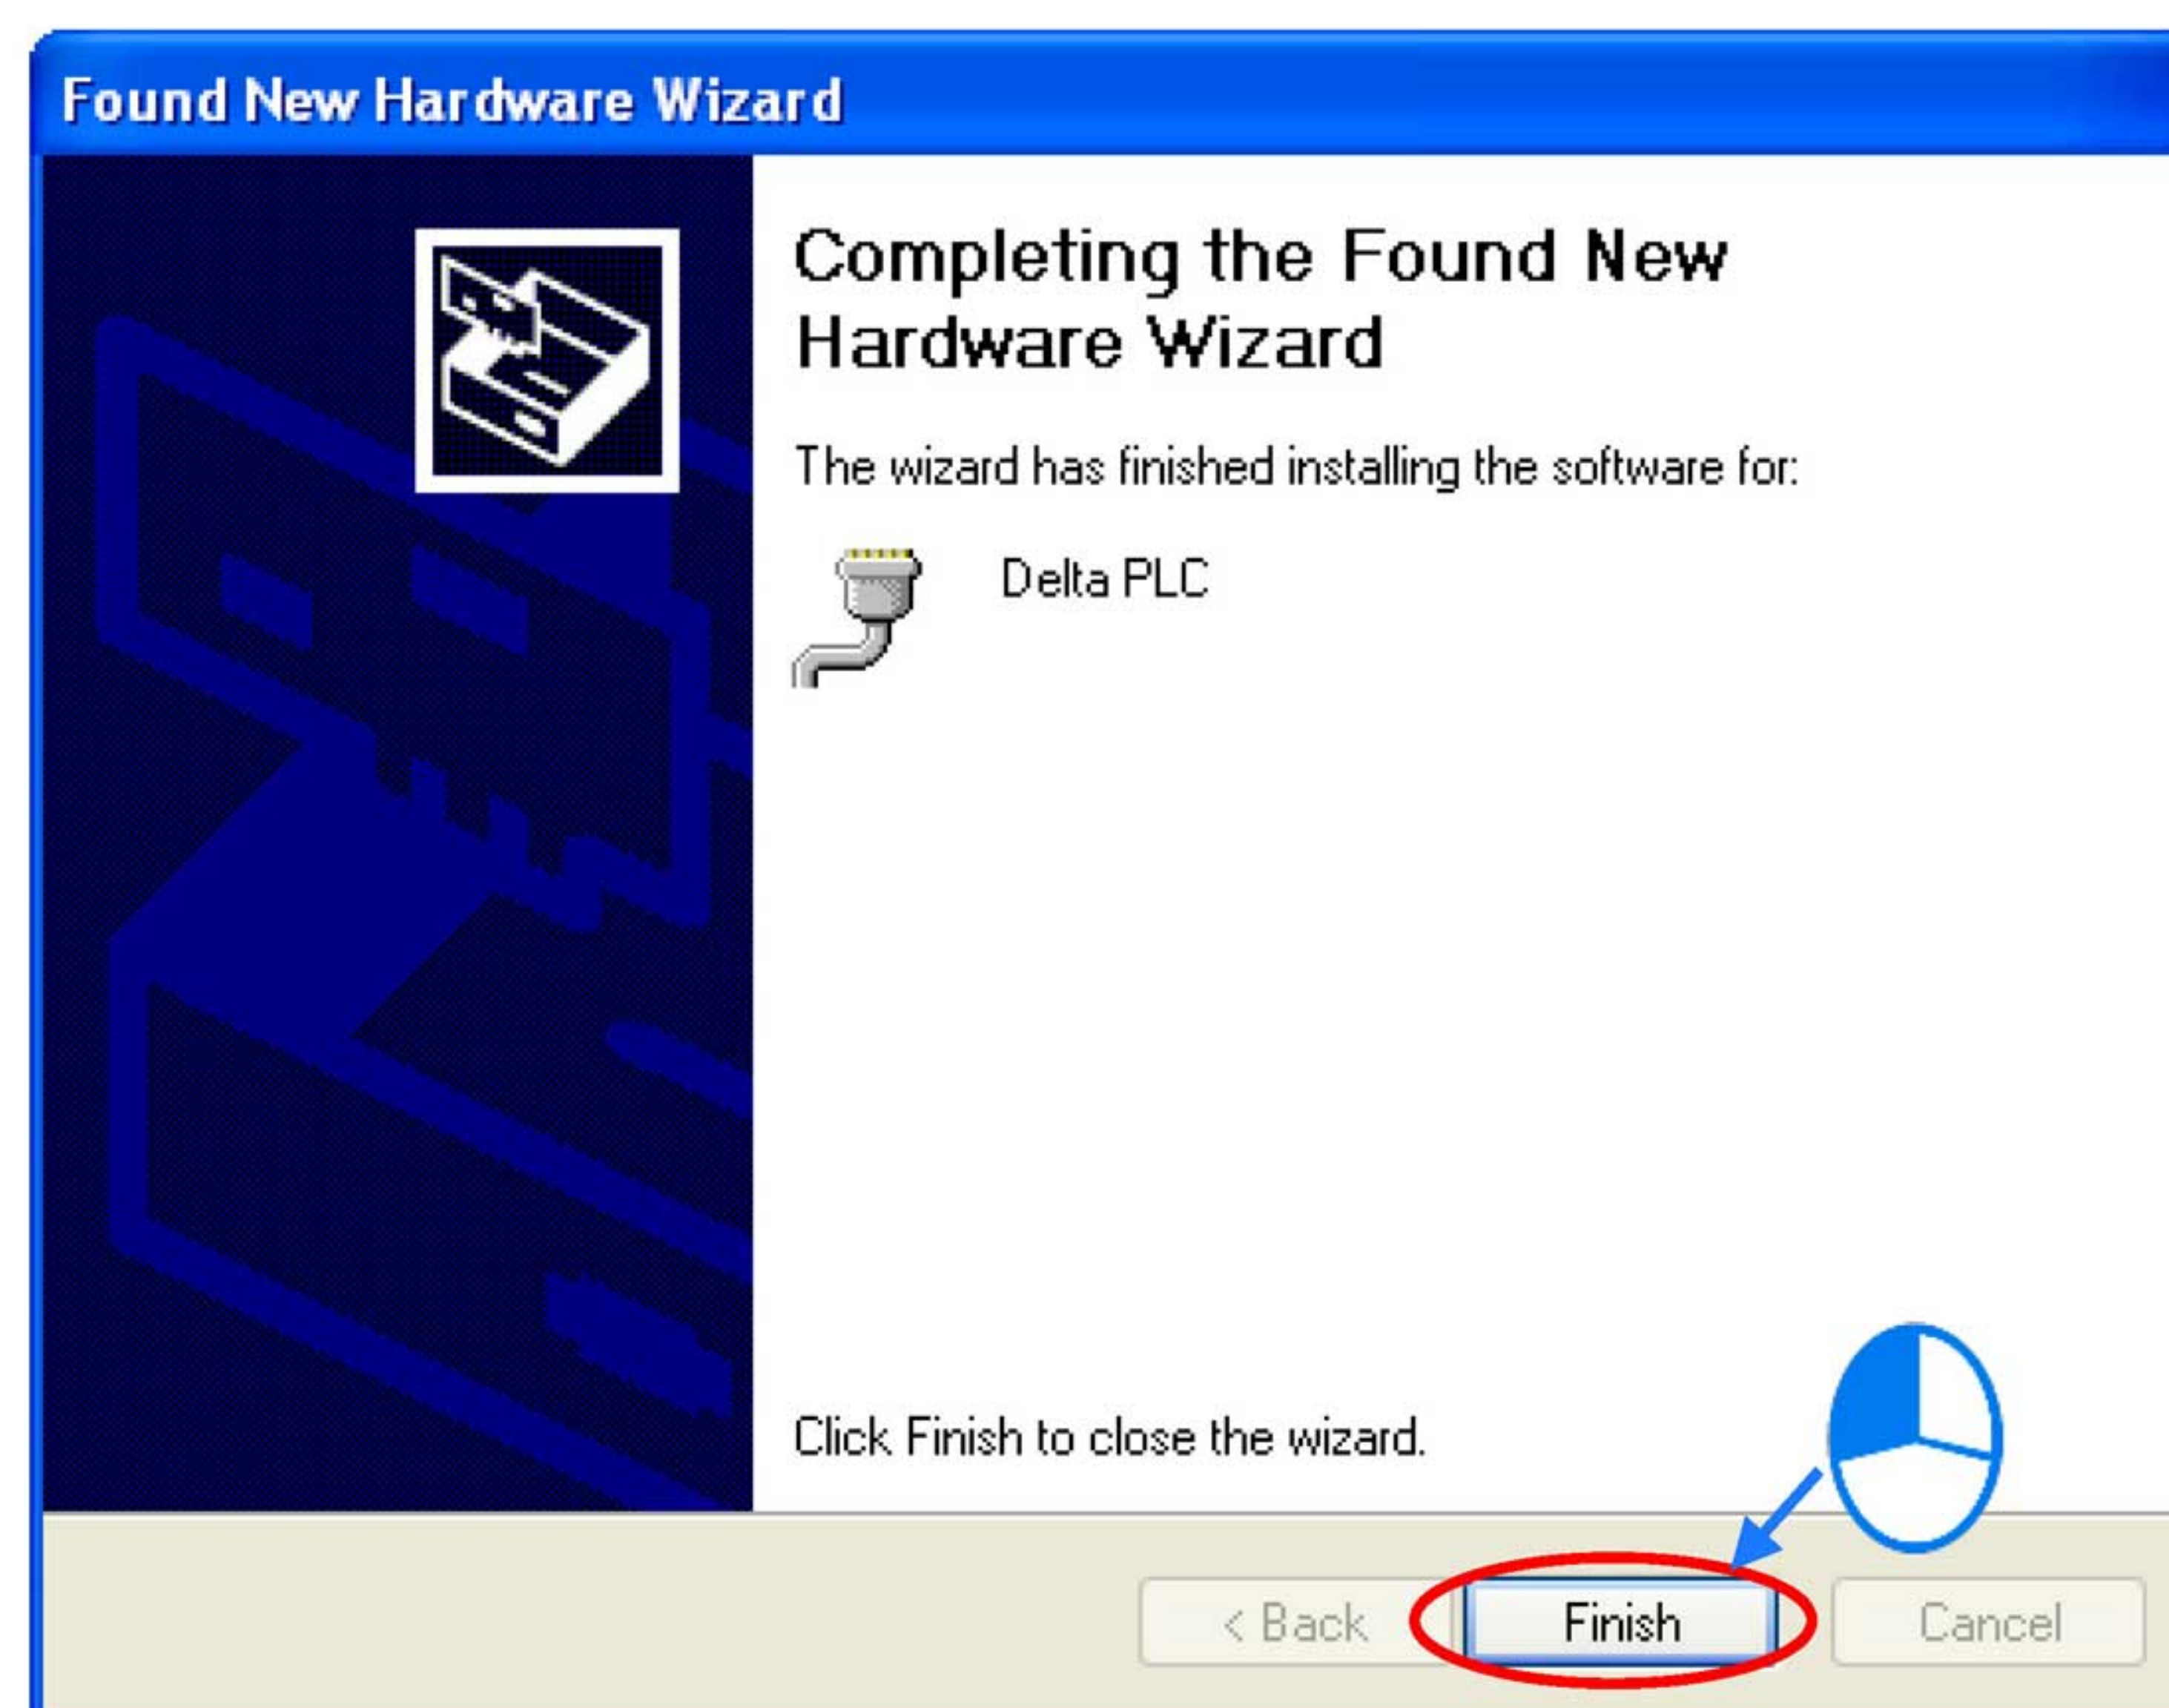 Found New Hardware Wizard
Completing the Found New
Hardware Wizard
The wizard has finished installing the software for:
Delta PLC
Click Finish to close the wizard.
< Back
Finish
Cancel